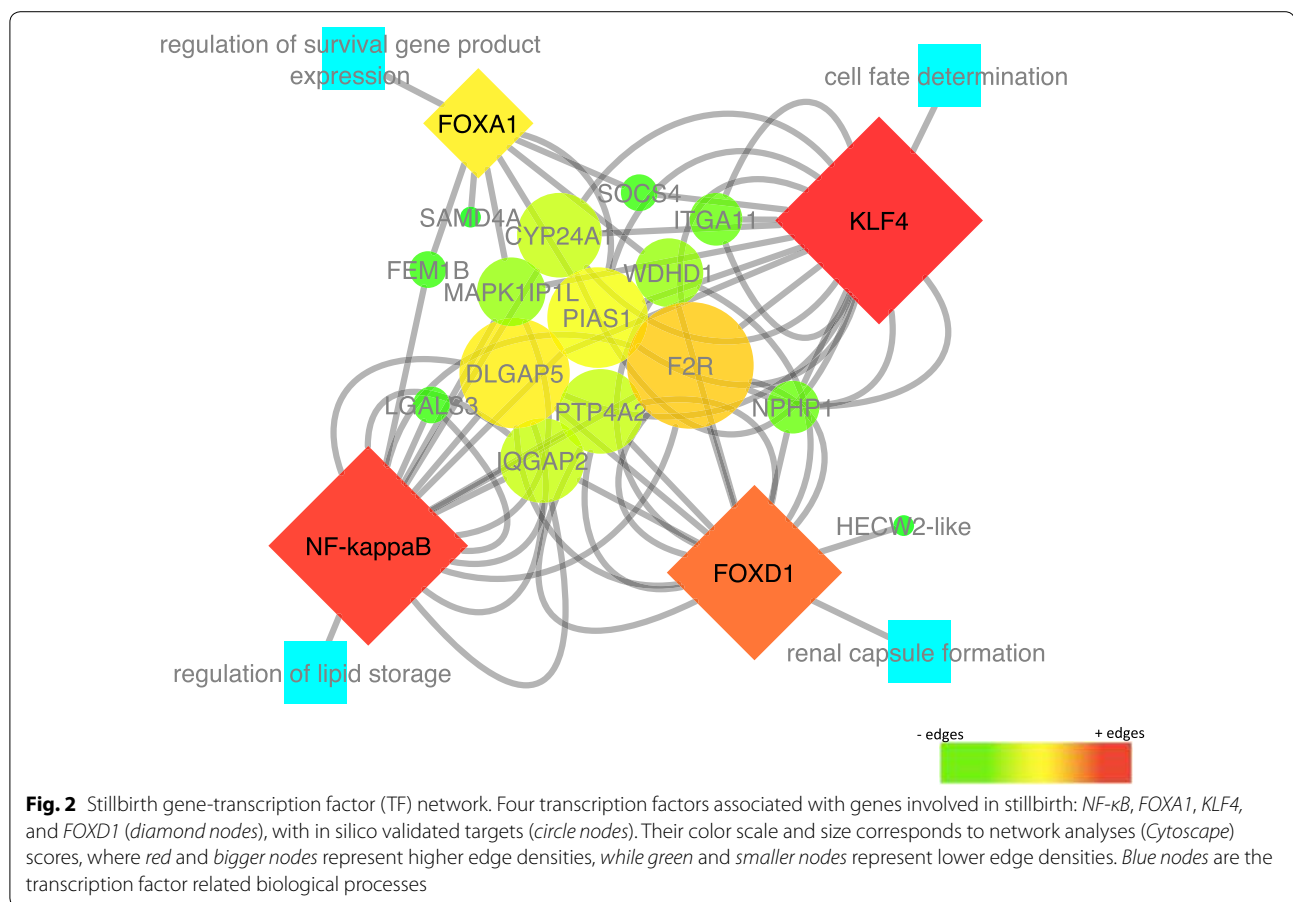 regulation of survival gene product
expression
cell fate determination
FOXA1
SOCS4
SAMD4A
ITGA11
KLF4
CYP24A1
FEM1B
WDHD1
MAPK1IP1L
PIAS1
F2R
DLGAP5
LGALS3
PTP4A2
NPHP1
IQGAP2
HECW2-like
NF-kappaB
FOXD1
renal capsule formation
regulation of lipid storage
- edges + edges
Fig. 2 Stillbirth gene-transcription factor (TF) network. Four transcription factors associated with genes involved in stillbirth: NF-κB, FOXA1, KLF4,
and FOXD1 (diamond nodes), with in silico validated targets (circle nodes). Their color scale and size corresponds to network analyses (Cytoscape)
scores, where red and bigger nodes represent higher edge densities, while green and smaller nodes represent lower edge densities. Blue nodes are the
transcription factor related biological processes